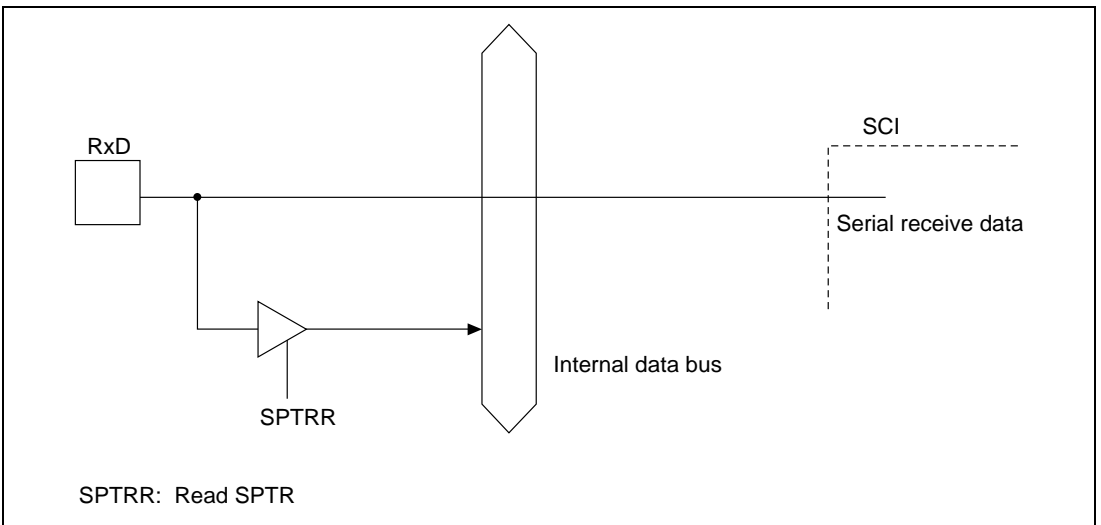 SCI
RxD
Serial receive data
Internal data bus
SPTRR
SPTRR: Read SPTR